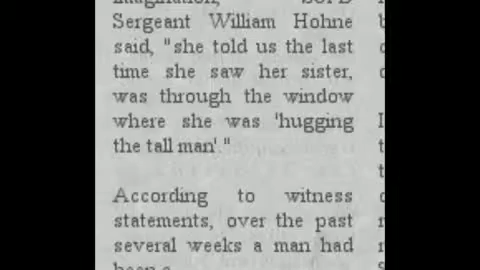 imagination,
Sergeant William Hohne
said, "she told us the last
time she saw her sister,
was through the window
where she was 'hugging
the tall man'."
According to witness
statements, over the past
several weeks a man had
been a